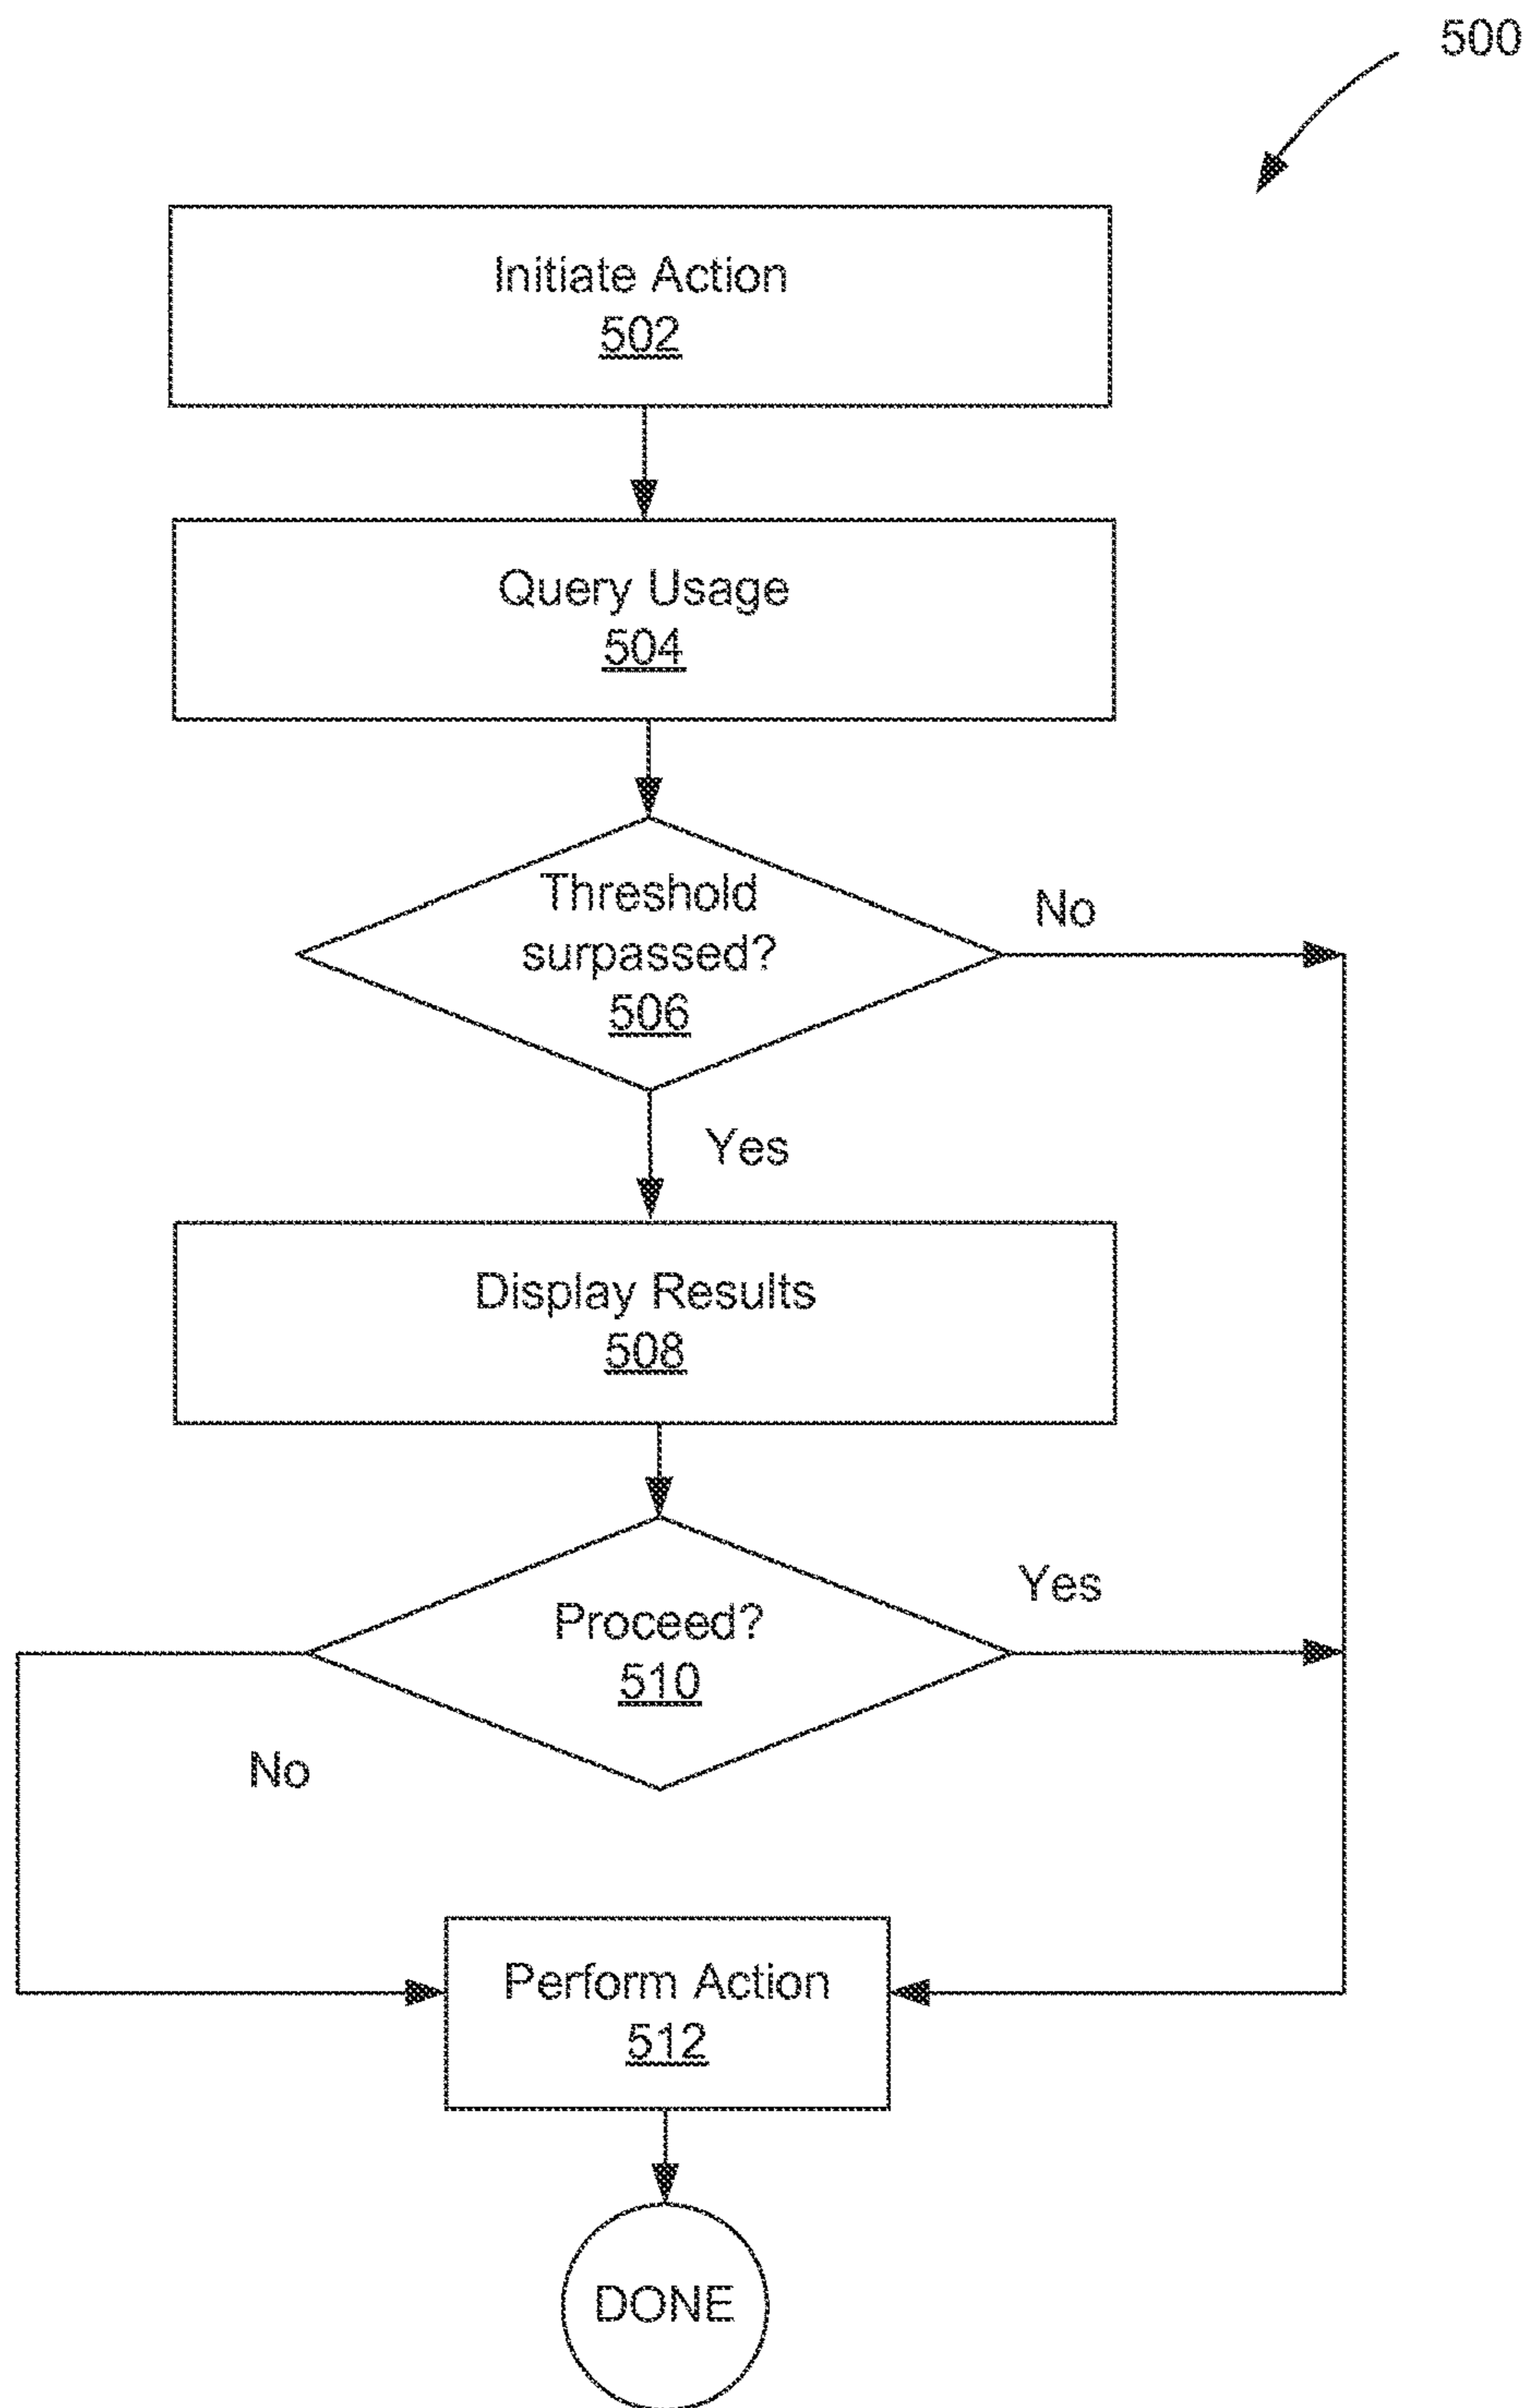 500
Initiate Action
502
Query Usage
504
Threshold
surpassed?
506
No
Yes
Display Results
508
Yes
Proceed?
510
No
Perform Action
512
DONE